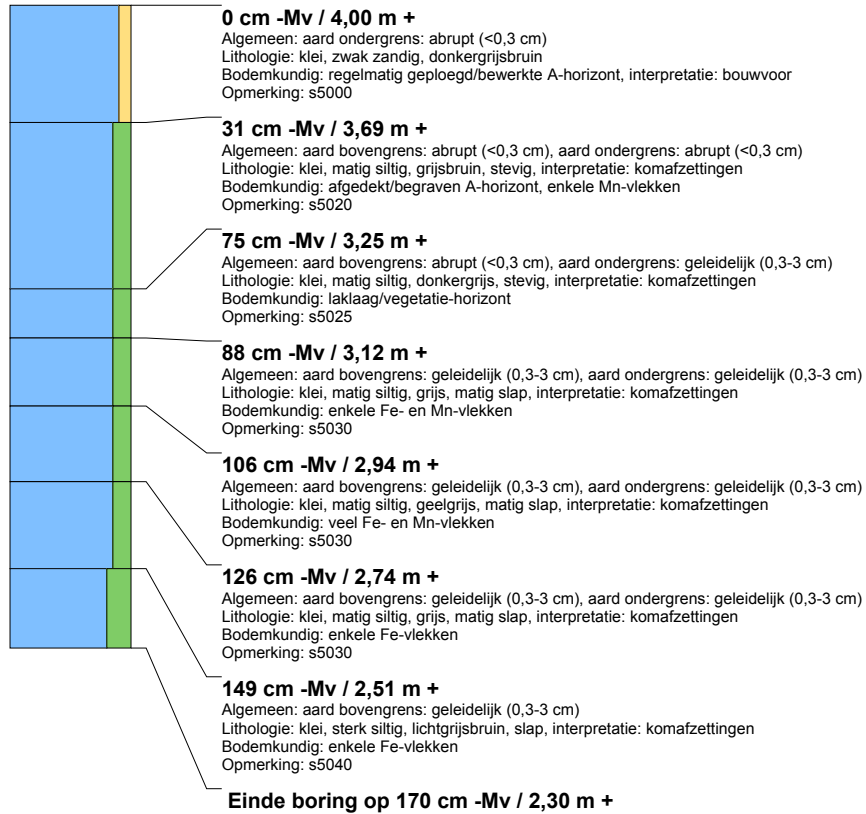 0 cm -Mv / 4,00 m +
Algemeen: aard ondergrens: abrupt (<0,3 cm)
Lithologie: klei, zwak zandig, donkergrijsbruin
Bodemkundig: regelmatig geploegd/bewerkte A-horizont, interpretatie: bouwvoor
Opmerking: s5000
31 cm -Mv / 3,69 m +
Algemeen: aard bovengrens: abrupt (<0,3 cm), aard ondergrens: abrupt (<0,3 cm)
Lithologie: klei, matig siltig, grijsbruin, stevig, interpretatie: komafzettingen
Bodemkundig: afgedekt/begraven A-horizont, enkele Mn-vlekken
Opmerking: s5020
75 cm -Mv / 3,25 m +
Algemeen: aard bovengrens: abrupt (<0,3 cm), aard ondergrens: geleidelijk (0,3-3 cm)
Lithologie: klei, matig siltig, donkergrijs, stevig, interpretatie: komafzettingen
Bodemkundig: laklaag/vegetatie-horizont
Opmerking: s5025
88 cm -Mv / 3,12 m +
Algemeen: aard bovengrens: geleidelijk (0,3-3 cm), aard ondergrens: geleidelijk (0,3-3 cm)
Lithologie: klei, matig siltig, grijs, matig slap, interpretatie: komafzettingen
Bodemkundig: enkele Fe- en Mn-vlekken
Opmerking: s5030
106 cm -Mv / 2,94 m +
Algemeen: aard bovengrens: geleidelijk (0,3-3 cm), aard ondergrens: geleidelijk (0,3-3 cm)
Lithologie: klei, matig siltig, geelgrijs, matig slap, interpretatie: komafzettingen
Bodemkundig: veel Fe- en Mn-vlekken
Opmerking: s5030
126 cm -Mv / 2,74 m +
Algemeen: aard bovengrens: geleidelijk (0,3-3 cm), aard ondergrens: geleidelijk (0,3-3 cm)
Lithologie: klei, matig siltig, grijs, matig slap, interpretatie: komafzettingen
Bodemkundig: enkele Fe-vlekken
Opmerking: s5030
149 cm -Mv / 2,51 m +
Algemeen: aard bovengrens: geleidelijk (0,3-3 cm)
Lithologie: klei, sterk siltig, lichtgrijsbruin, slap, interpretatie: komafzettingen
Bodemkundig: enkele Fe-vlekken
Opmerking: s5040
Einde boring op 170 cm -Mv / 2,30 m +